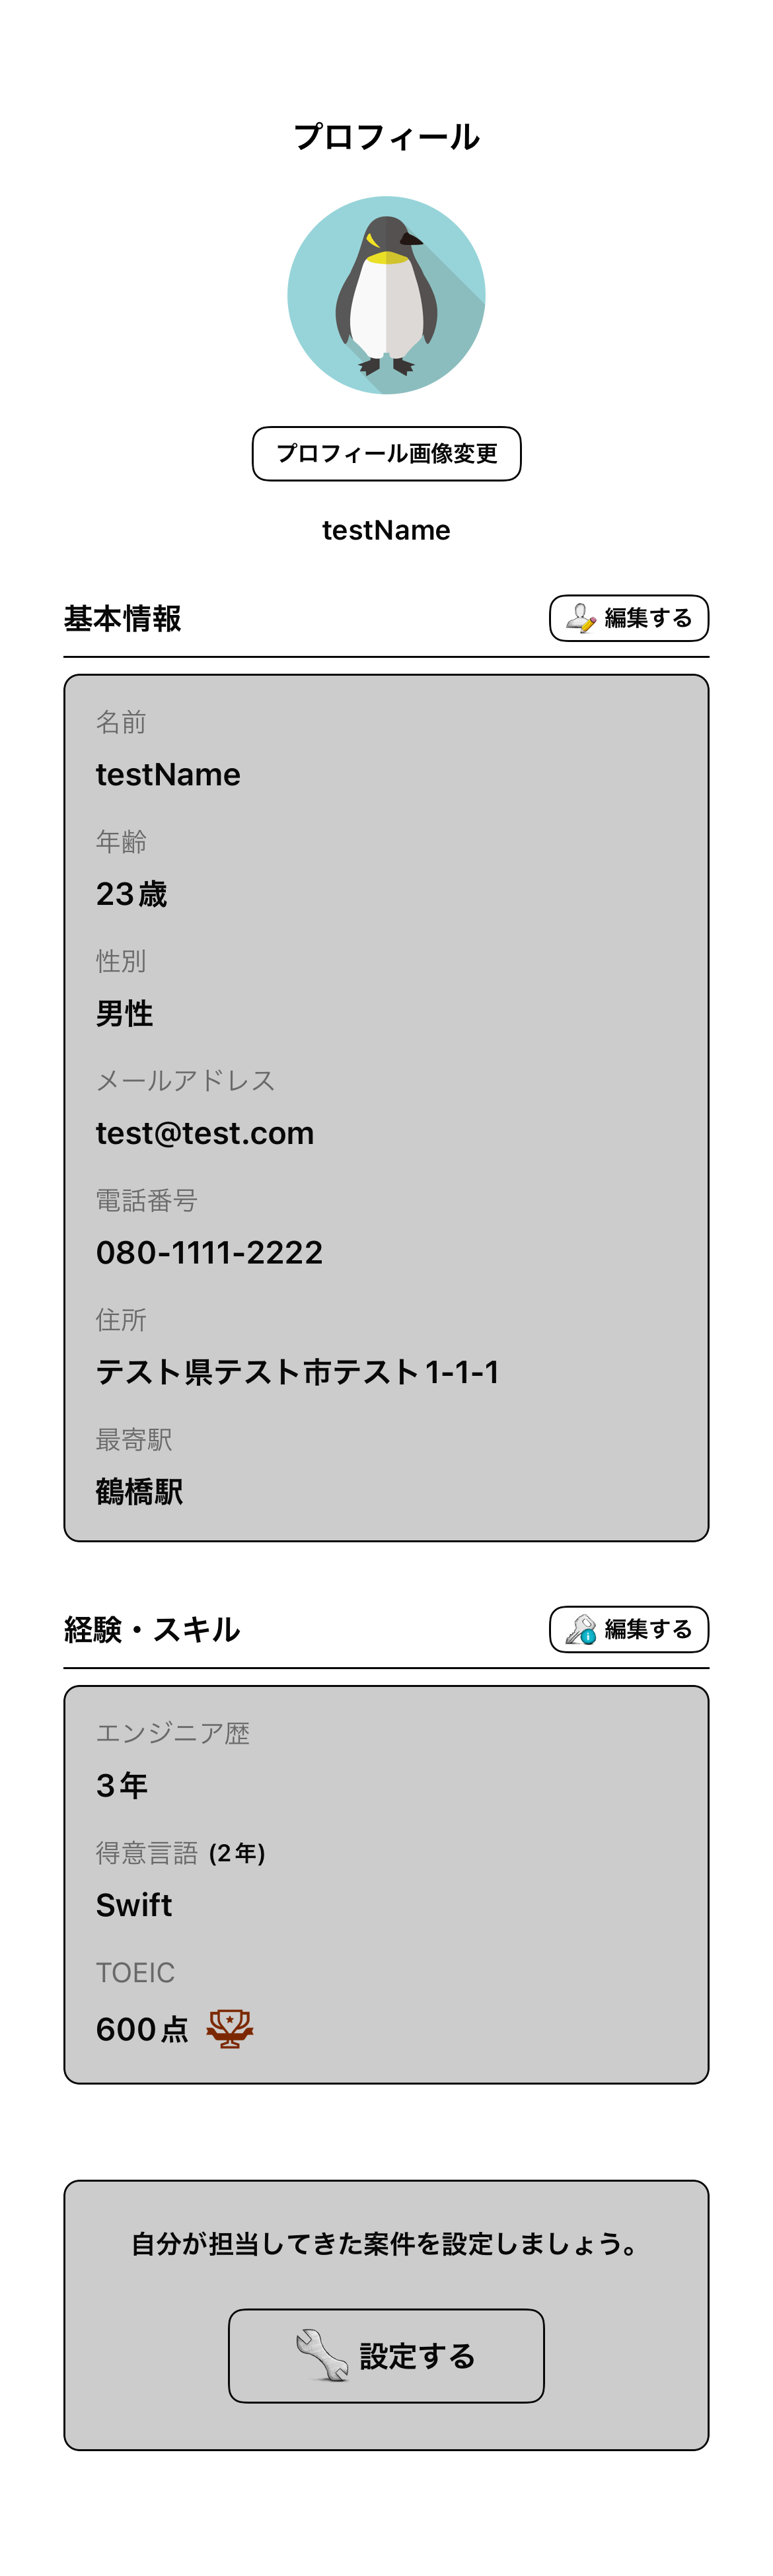 プロフィール
プロフィール画像変更
testName
基本情報
編集する
名前
testName
年齢
23歳
性別
男性
メールアドレス
test@test.com
電話番号
080-1111-2222
住所
テスト県テスト市テスト1-1-1
最寄駅
鶴橋駅
経験・スキル
編集する
エンジニア歴
3年
得意言語 (2年)
Swift
TOEIC
600点
自分が担当してきた案件を設定しましょう。
設定する